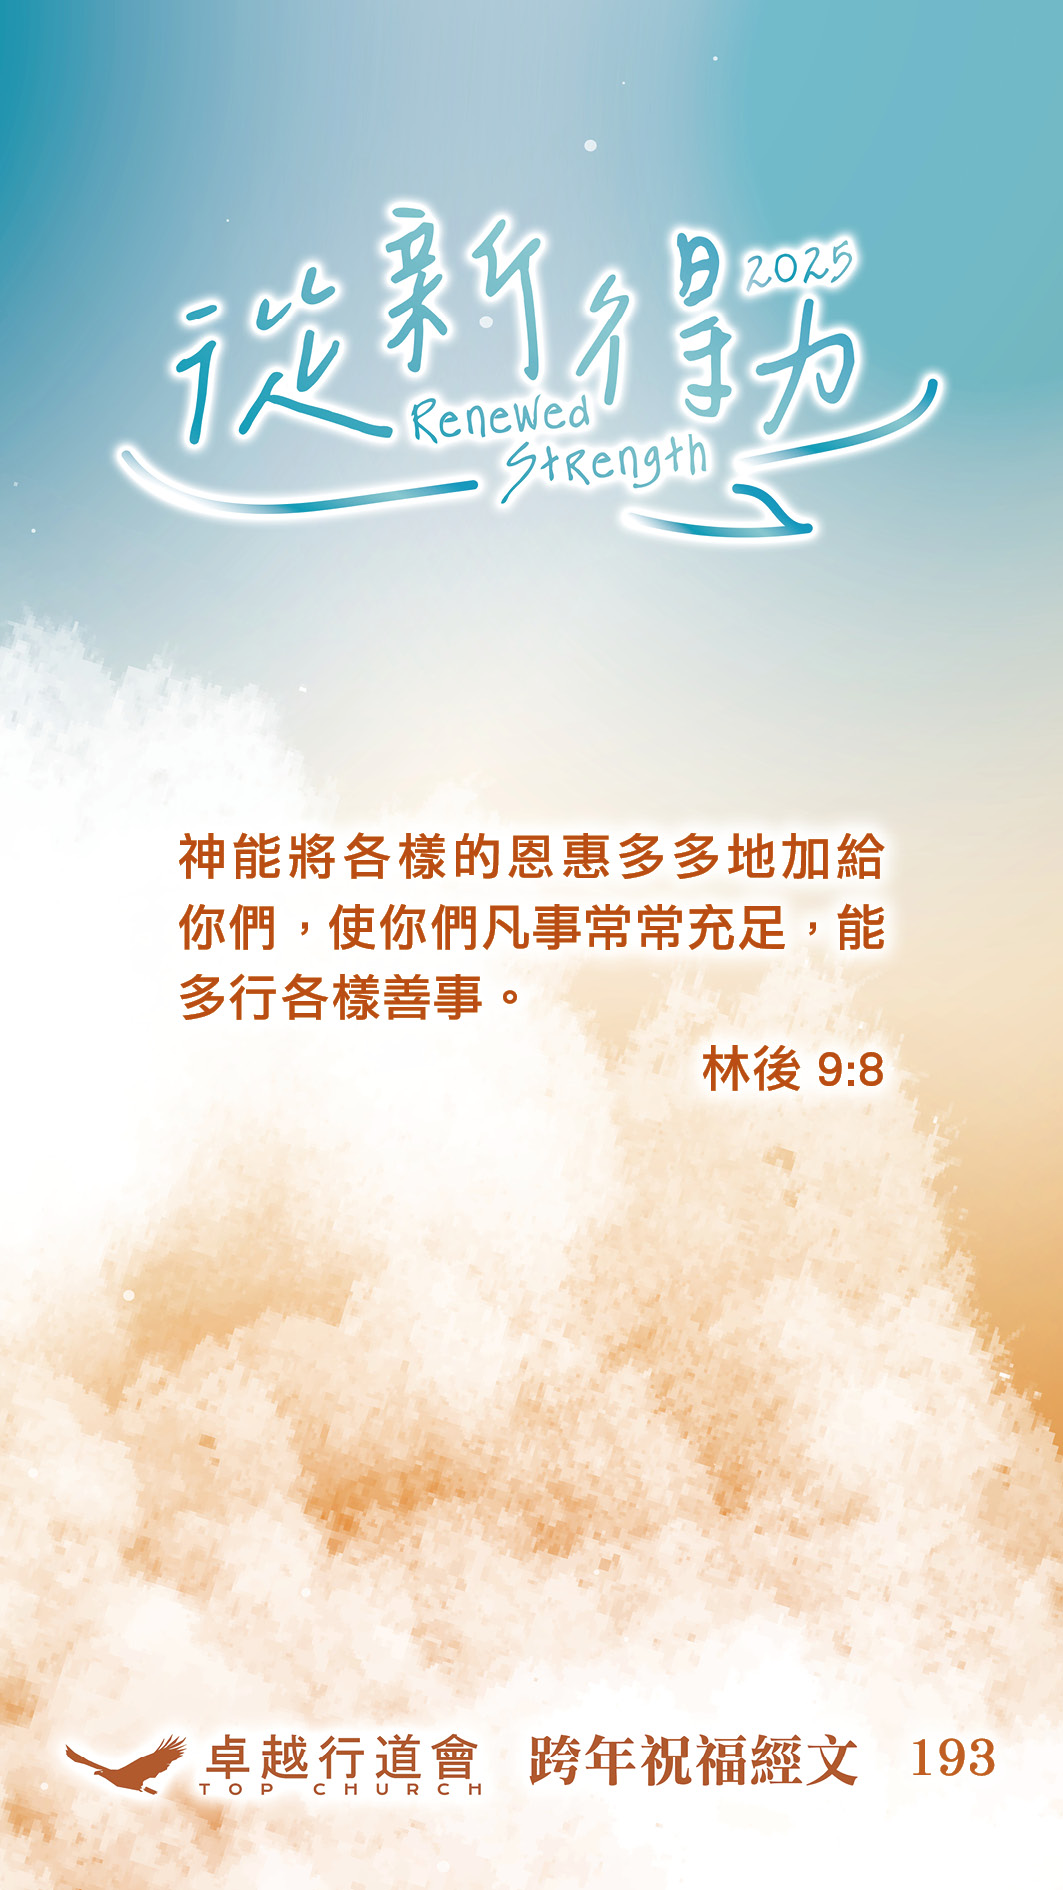 從新得力 2025
Renewed
Strength
神能將各樣的恩惠多多地加給
你們，使你們凡事常常充足，能
多行各樣善事。
林後 9:8
卓越行道會 跨年祝福經文 193
TOP CHURCH